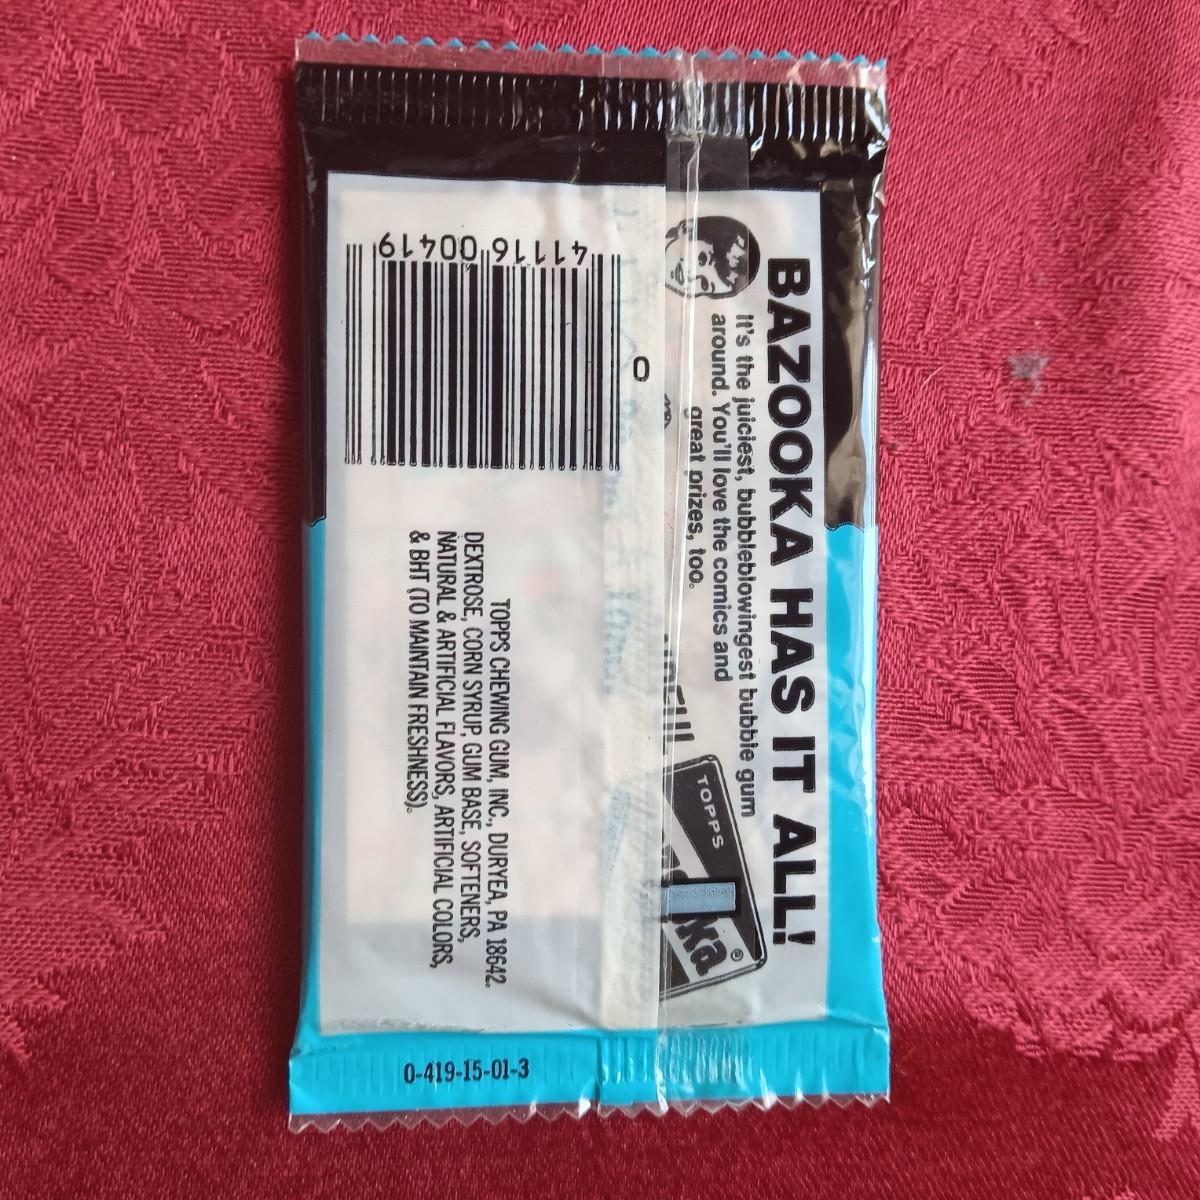 BAZOOKA HAS IT ALL!
It's the juiciest, bubbleblowingest bubble gum
around. You'll love the comics and
great prizes, too.
TOPPS
ka®
0
41116 00419
TOPPS CHEWING GUM, INC., DURYEA, PA 18642.
DEXTROSE, CORN SYRUP, GUM BASE, SOFTENERS,
NATURAL & ARTIFICIAL FLAVORS, ARTIFICIAL COLORS,
& BHT (TO MAINTAIN FRESHNESS).
0-419-15-01-3